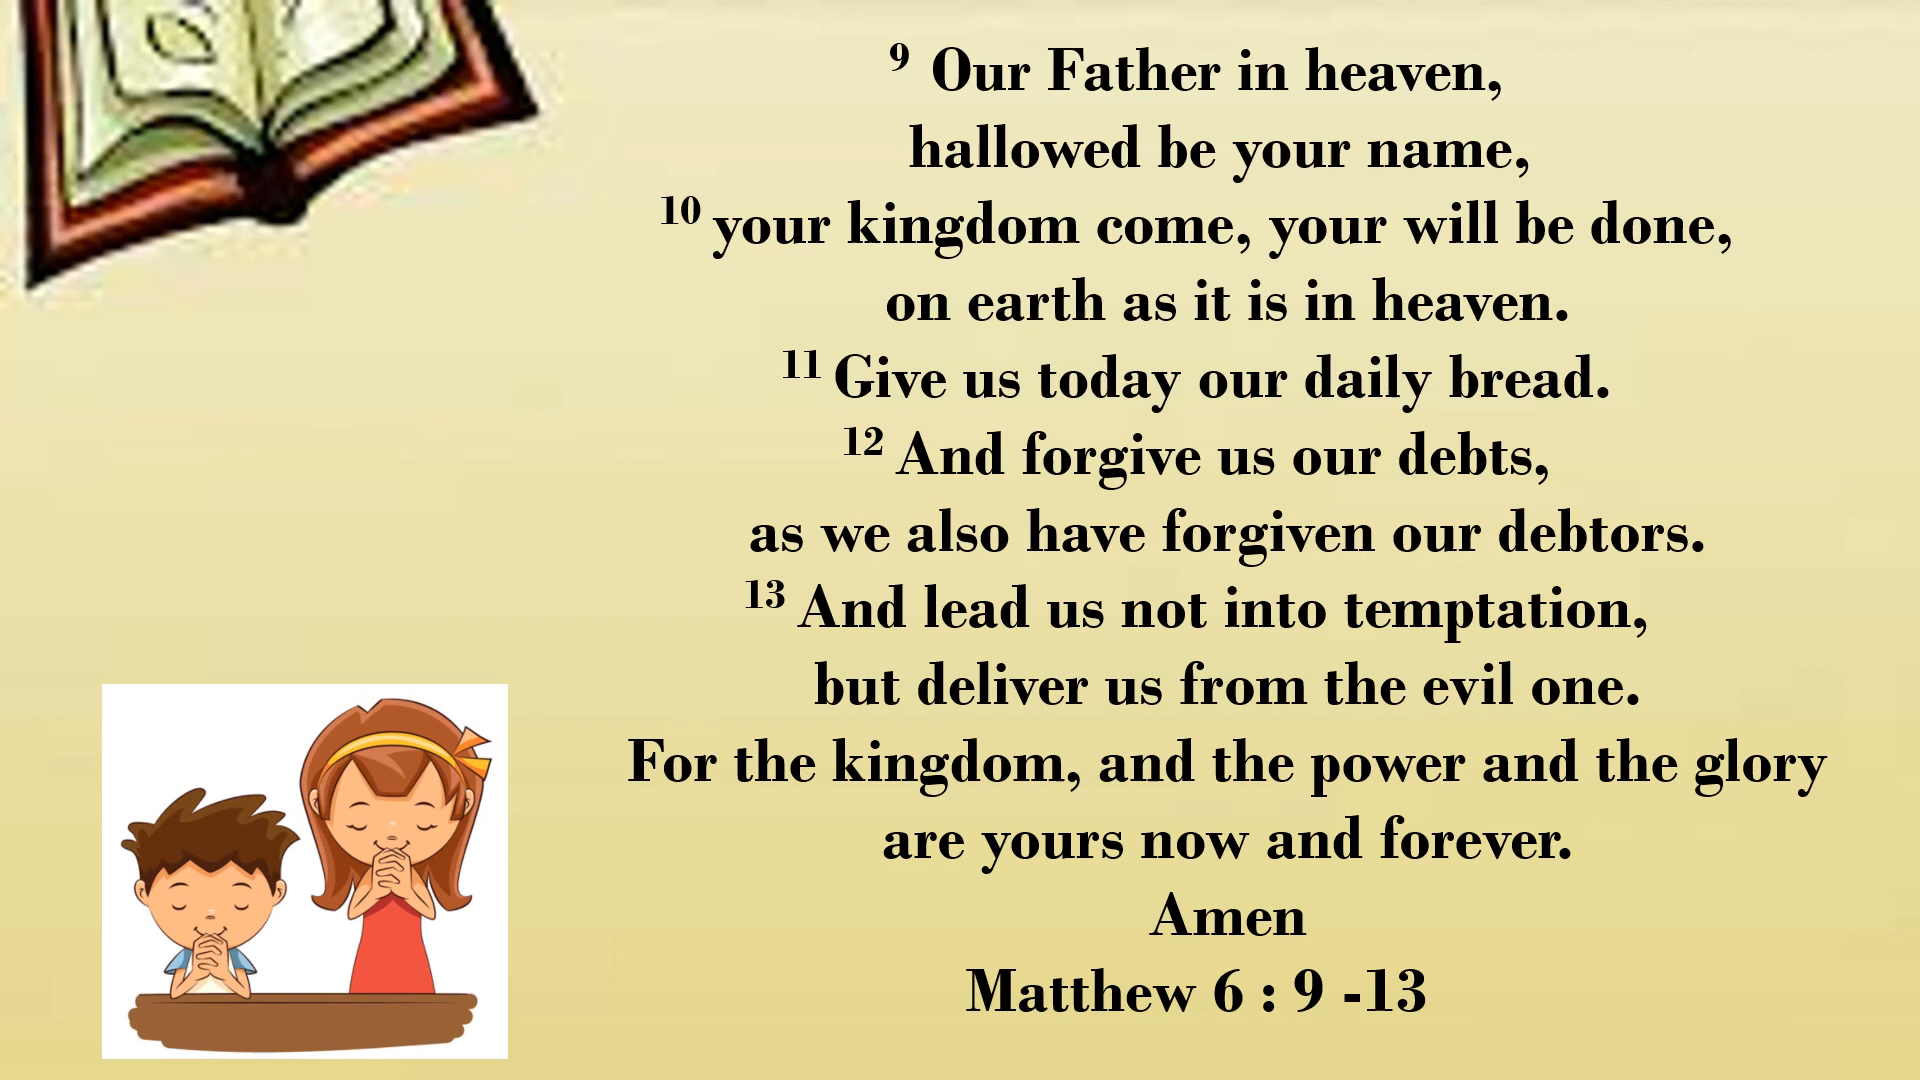 9 Our Father in heaven,
hallowed be your name,
10 your kingdom come, your will be done,
on earth as it is in heaven.
11 Give us today our daily bread.
12 And forgive us our debts,
as we also have forgiven our debtors.
13 And lead us not into temptation,
but deliver us from the evil one.
For the kingdom, and the power and the glory
are yours now and forever.
Amen
Matthew 6 : 9 -13